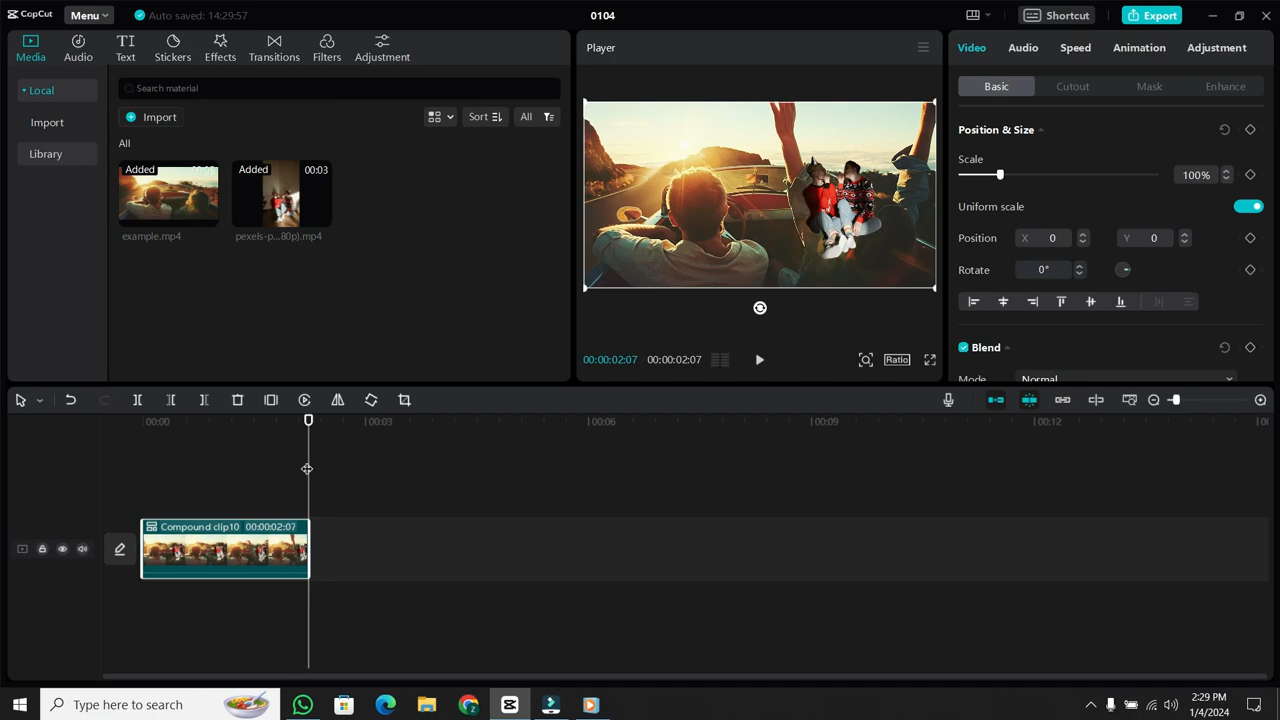 CapCut
Menu
Auto saved: 14:29:57
0104
Shortcut
Export
Media
Audio
Text
Stickers
Effects
Transitions
Filters
Adjustment
Local
Import
Library
Search material
Import
Sort
All
All
Added
Added 00:03
example.mp4
pexels-p...80p).mp4
Player
00:00:02:07 00:00:02:07
Ratio
Video Audio Speed Animation Adjustment
Basic Cutout Mask Enhance
Position & Size
Scale
100%
Uniform scale
Position X 0 Y 0
Rotate 0°
Blend
Mode Normal
00:00 00:03 00:06 00:09 00:12
Compound clip10 00:00:02:07
Type here to search
2:29 PM
1/4/2024